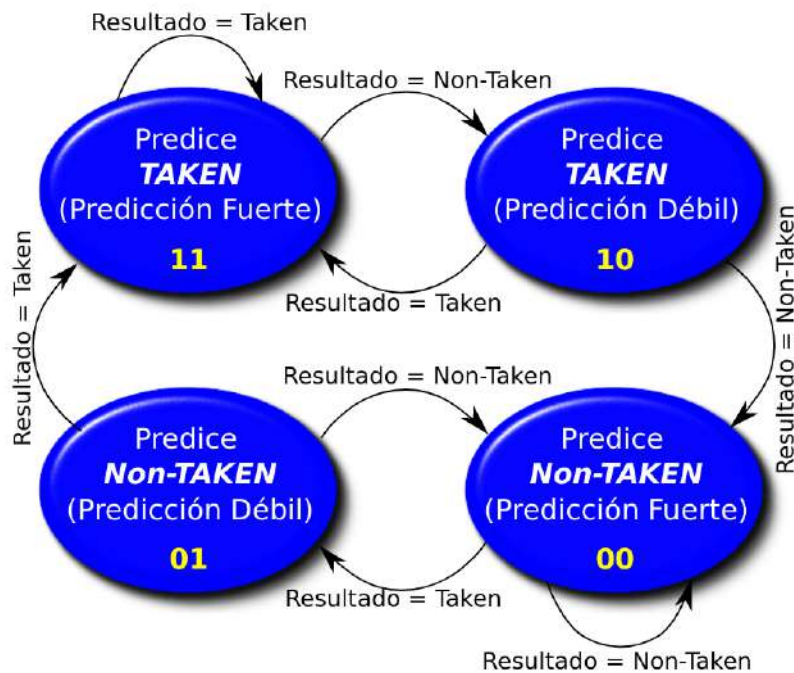 Resultado = Taken
Resultado = Non-Taken
Predice
TAKEN
(Predicción Fuerte)
11
Predice
TAKEN
(Predicción Débil)
10
Resultado = Taken
Resultado = Taken
Resultado = Non-Taken
Resultado = Non-Taken
Predice
Non-TAKEN
(Predicción Débil)
01
Predice
Non-TAKEN
(Predicción Fuerte)
00
Resultado = Taken
Resultado = Non-Taken